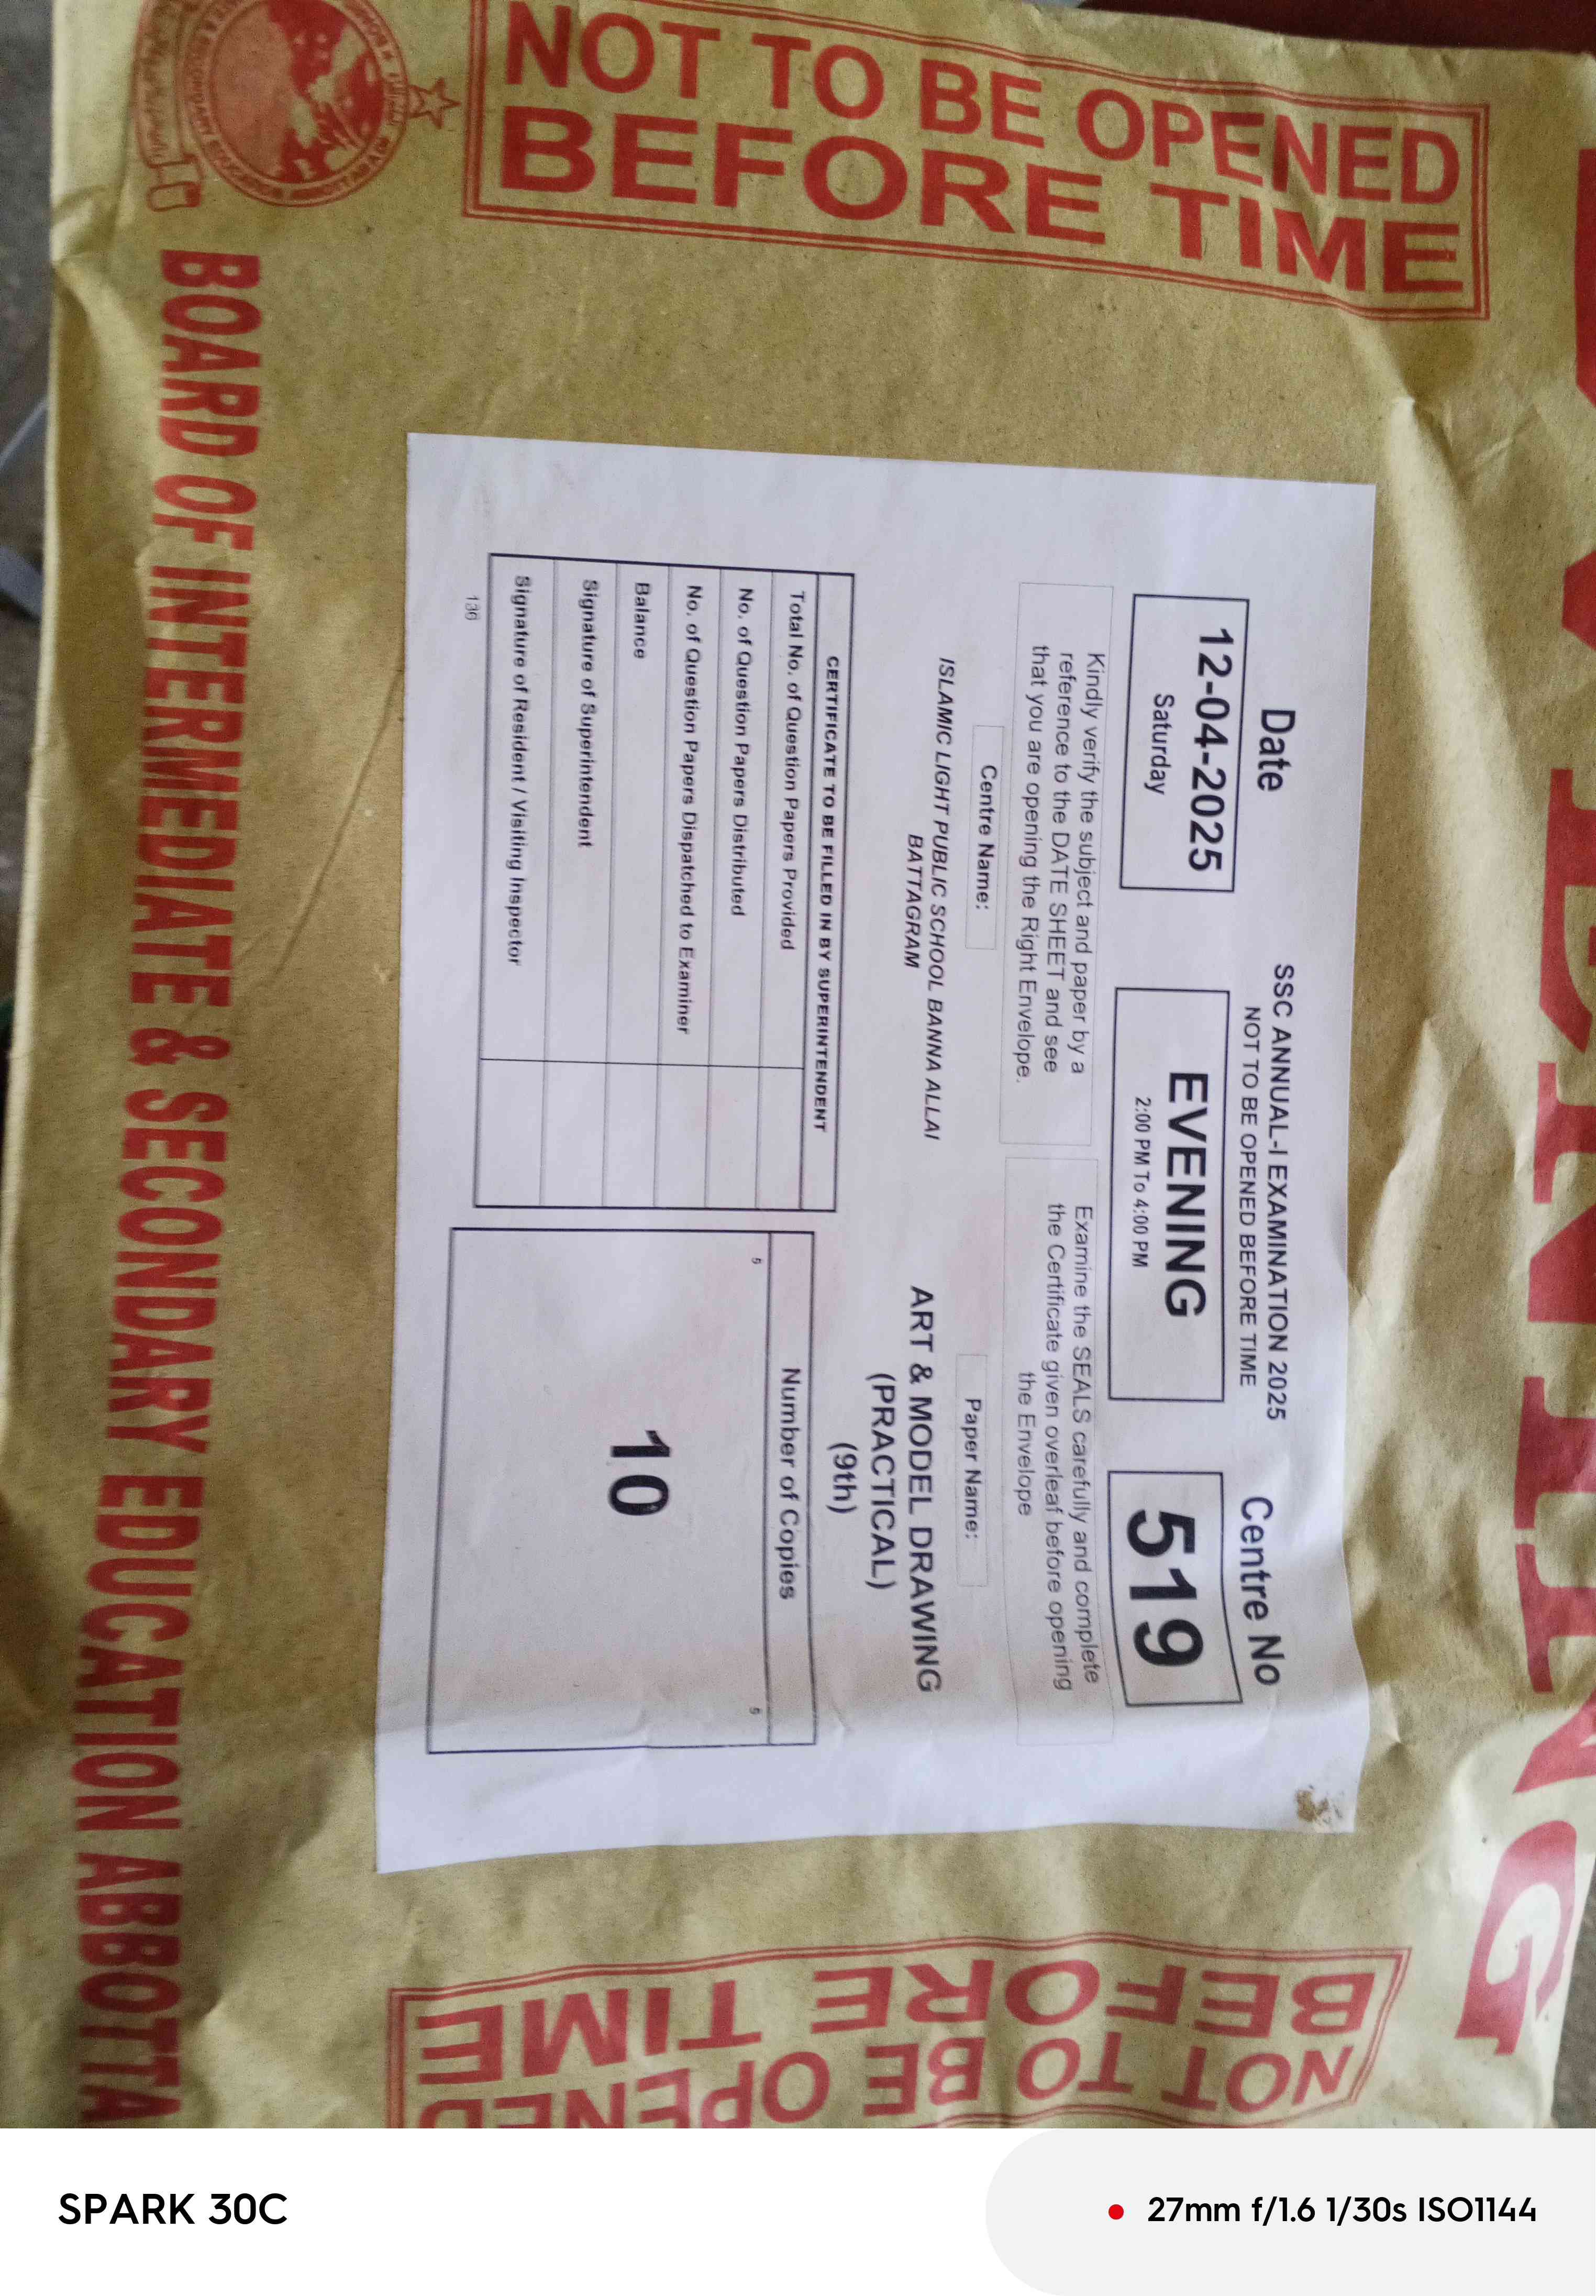 NOT TO BE OPENED
BEFORE TIME
Date
12-04-2025
Saturday
SSC ANNUAL-I EXAMINATION 2025
NOT TO BE OPENED BEFORE TIME
EVENING
2:00 PM To 4:00 PM
Centre No
519
Kindly verify the subject and paper by a
reference to the DATE SHEET and see
that you are opening the Right Envelope.
Examine the SEALS carefully and complete
the Certificate given overleaf before opening
the Envelope
Centre Name:
ISLAMIC LIGHT PUBLIC SCHOOL BANNA ALLAI
BATTAGRAM
Paper Name:
ART & MODEL DRAWING
(PRACTICAL)
(9th)
CERTIFICATE TO BE FILLED IN BY SUPERINTENDENT
Total No. of Question Papers Provided
No. of Question Papers Distributed
No. of Question Papers Dispatched to Examiner
Balance
Signature of Superintendent
Signature of Resident / Visiting Inspector
136
Number of Copies
5 5
10
NOT TO BE OPENED
BEFORE TIME
BOARD OF INTERMEDIATE & SECONDARY EDUCATION ABBOTTA
SPARK 30C
27mm f/1.6 1/30s ISO1144